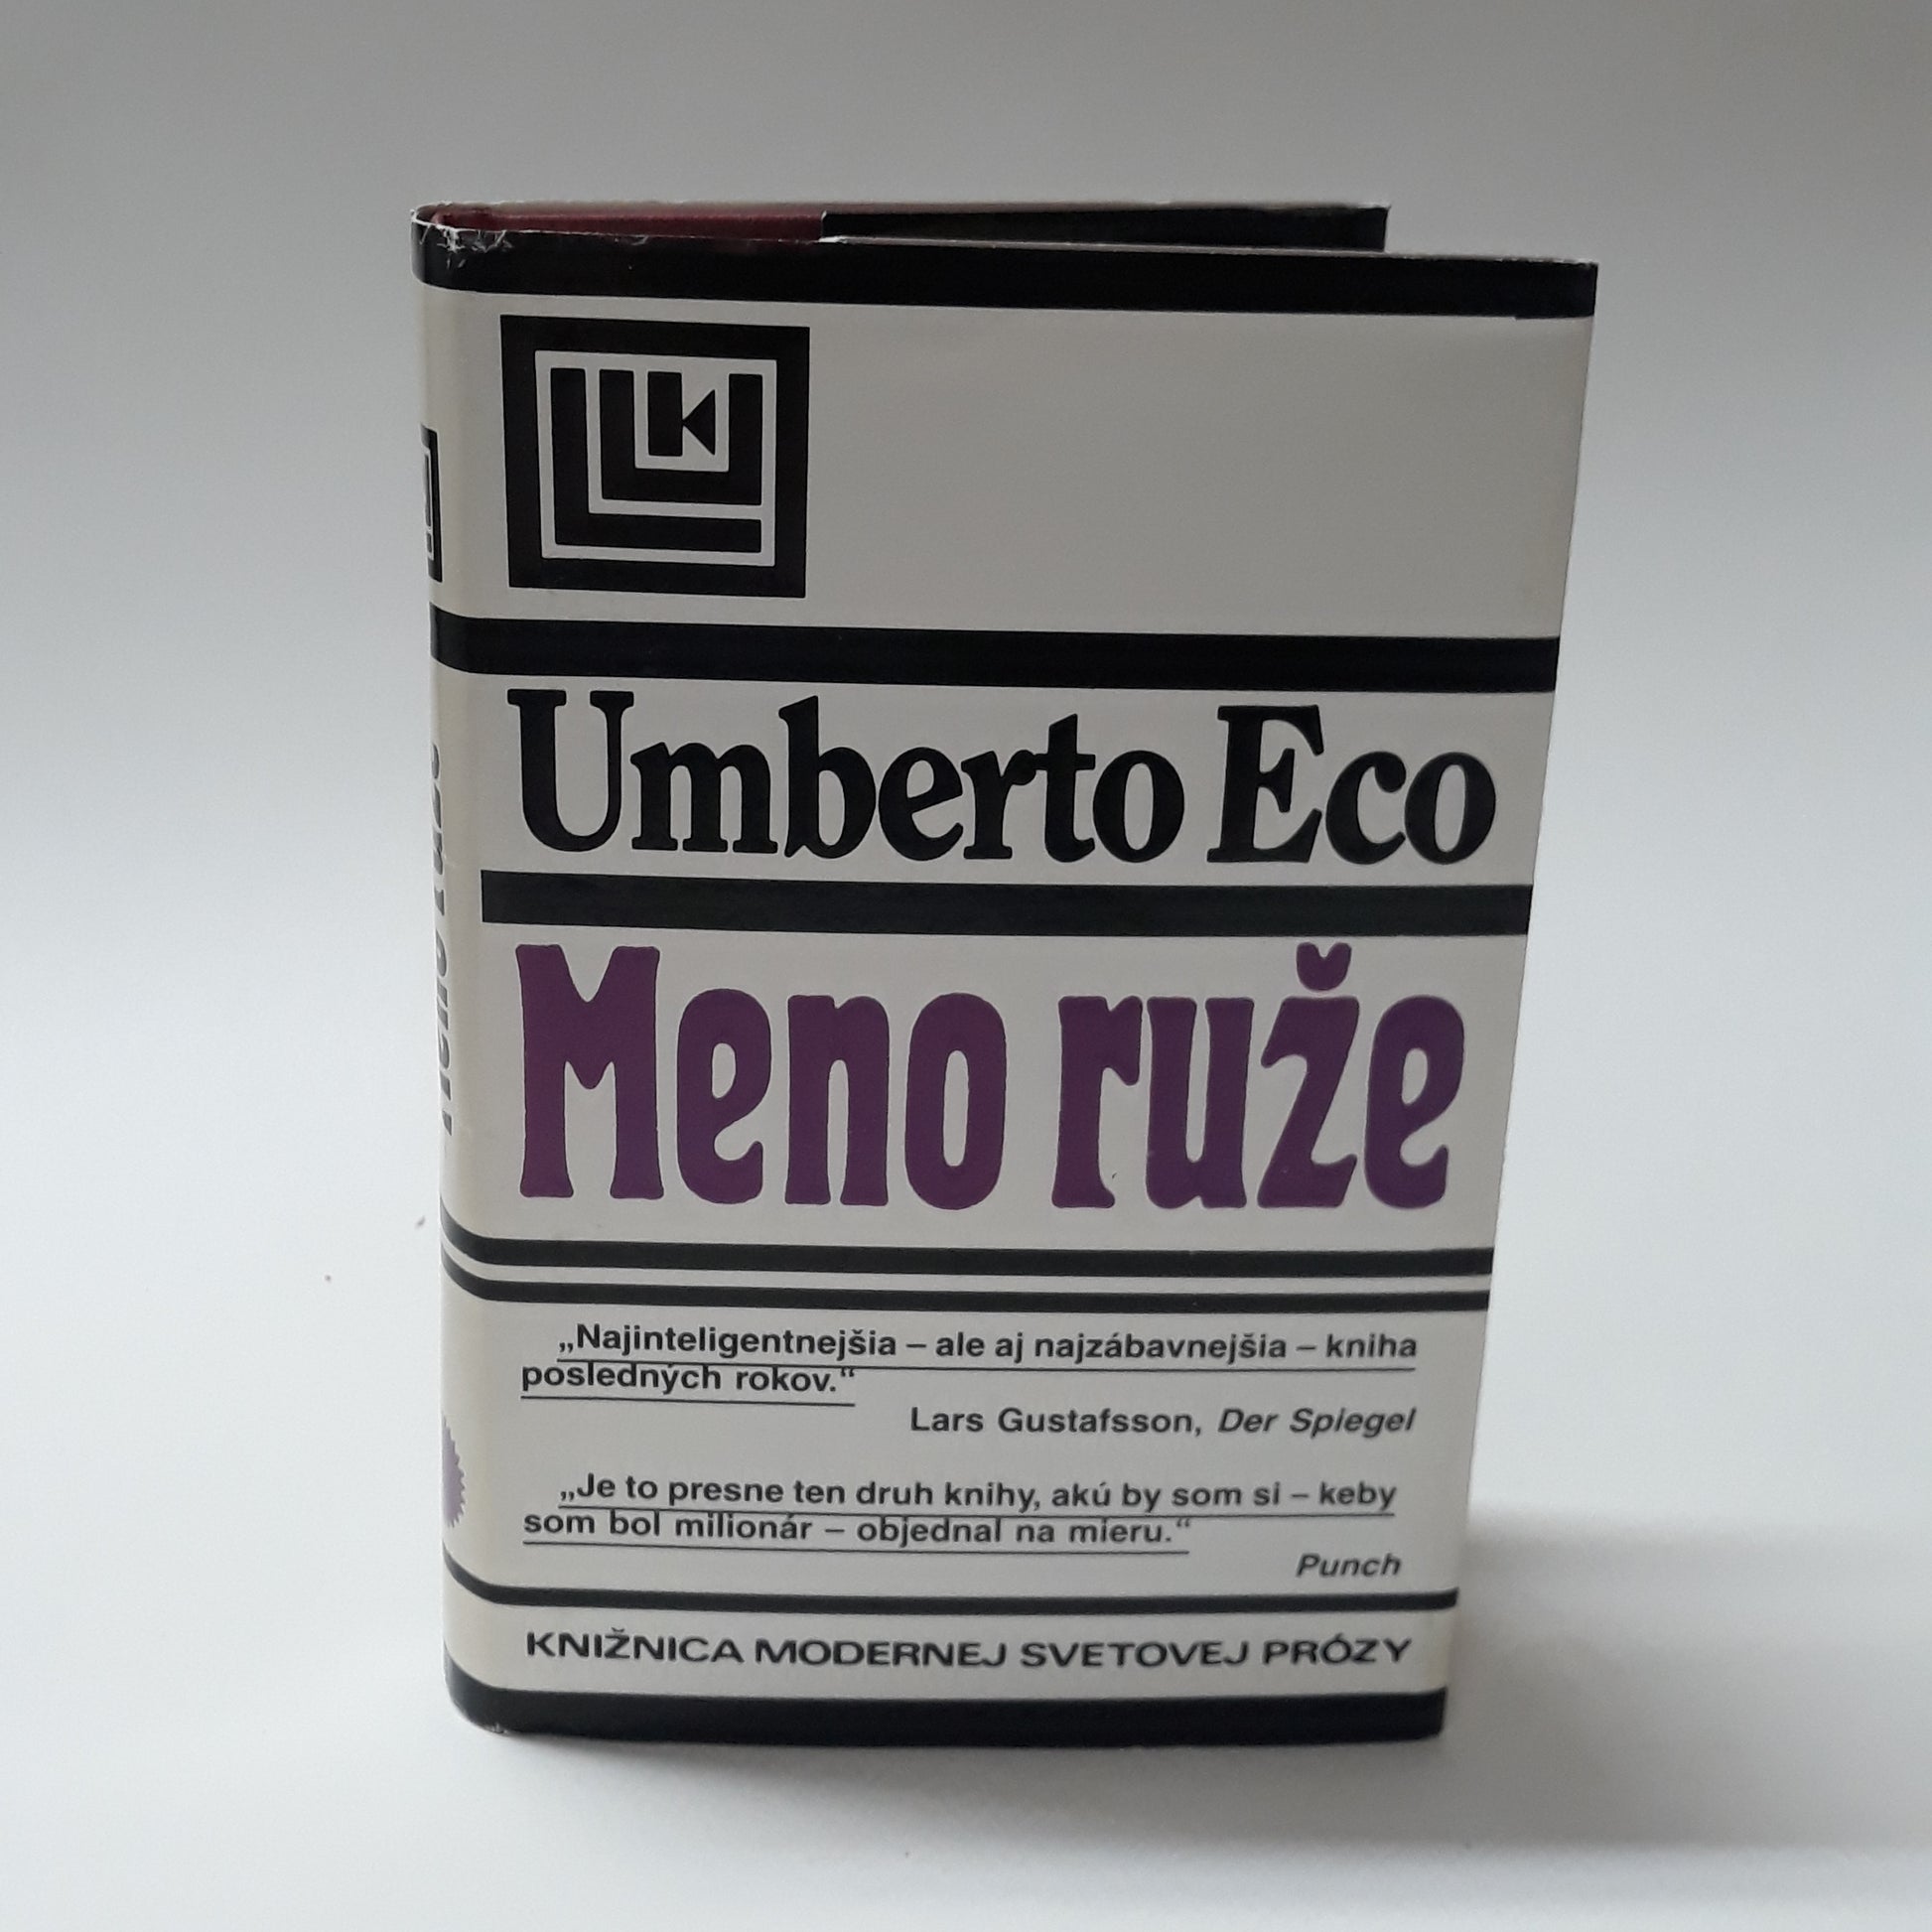 Umberto Eco
Meno ruže
„Najinteligentnejšia – ale aj najzábavnejšia – kniha
posledných rokov.“
Lars Gustafsson, Der Spiegel
„Je to presne ten druh knihy, akú by som si – keby
som bol milionár – objednal na mieru.“
Punch
KNIŽNICA MODERNEJ SVETOVEJ PRÓZY